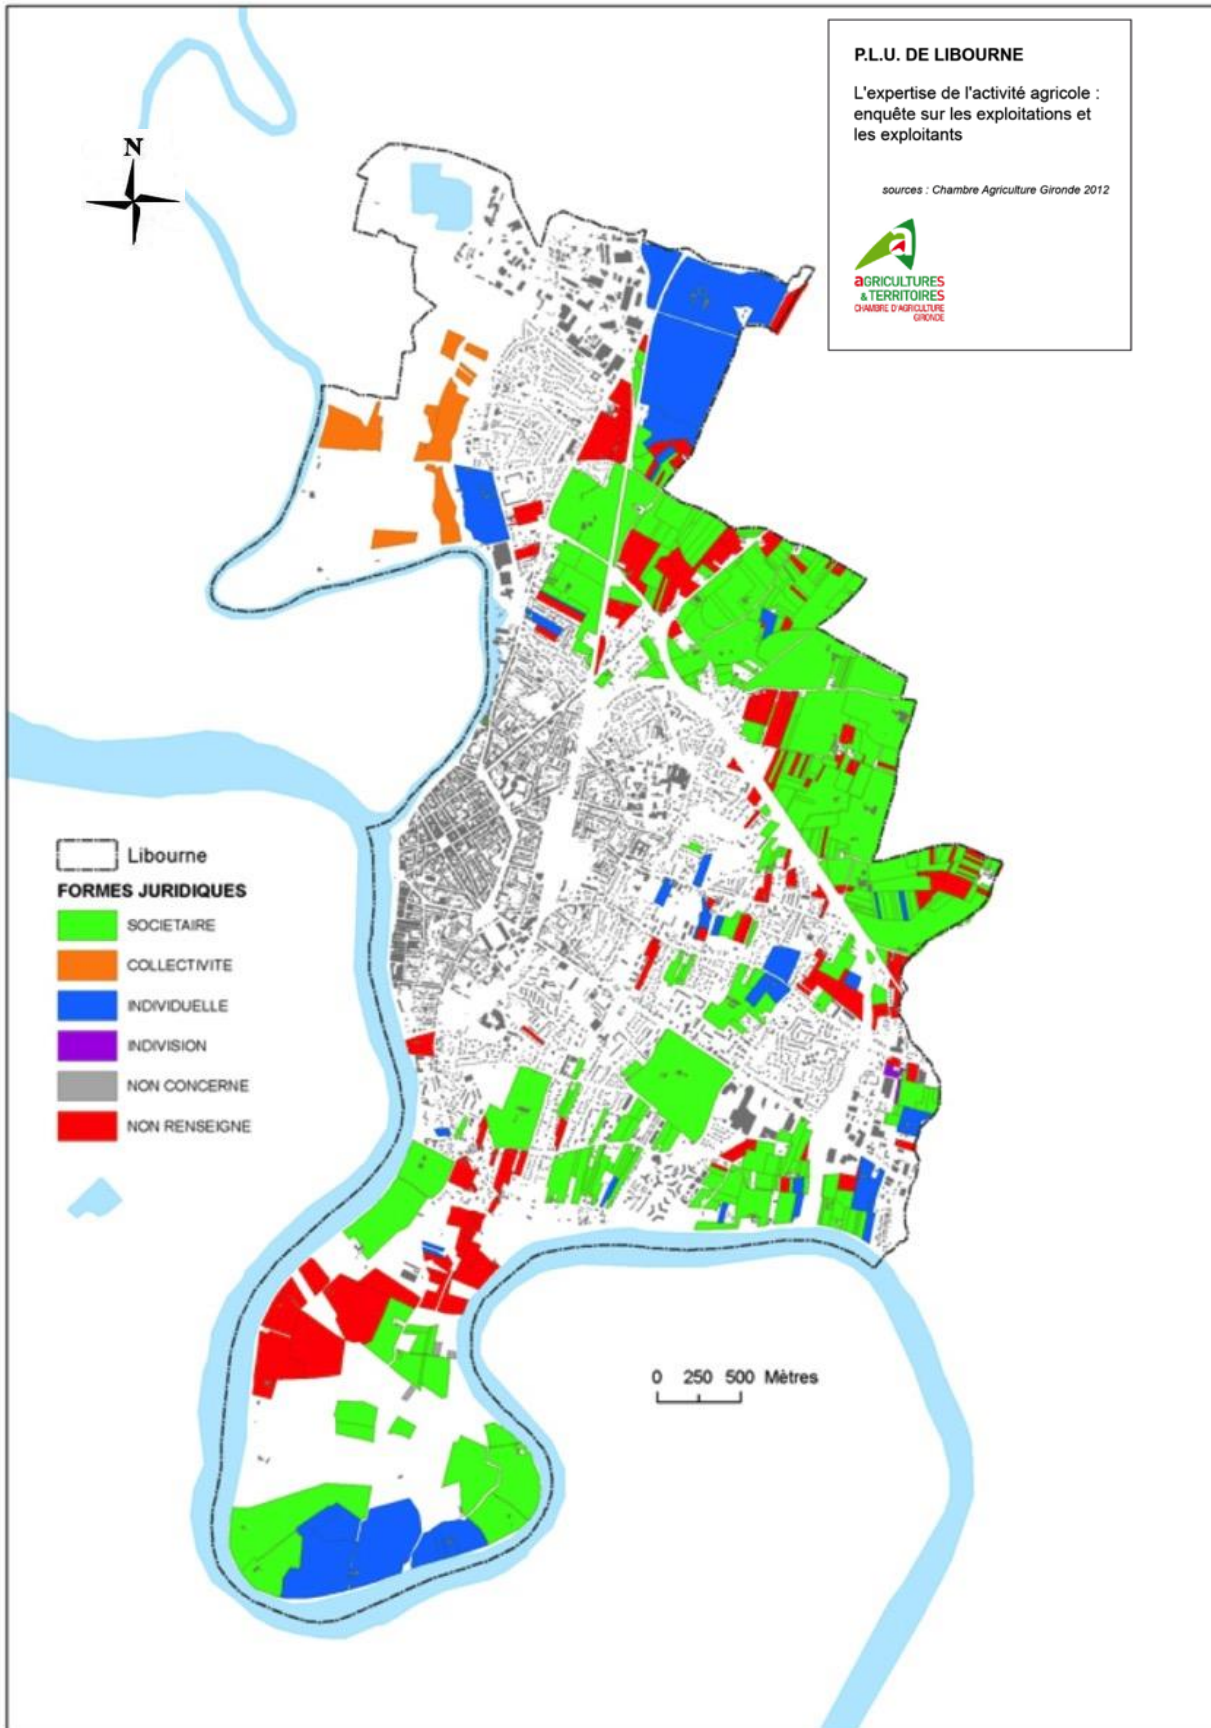 P.L.U. DE LIBOURNE
L'expertise de l'activité agricole :
enquête sur les exploitations et
les exploitants
sources : Chambre Agriculture Gironde 2012
a
aGRICULTURES
& TERRITOIRES
CHAMBRE D'AGRICULTURE
GIRONDE
N
Libourne
FORMES JURIDIQUES
SOCIETAIRE
COLLECTIVITE
INDIVIDUELLE
INDIVISION
NON CONCERNE
NON RENSEIGNE
0 250 500 Mètres